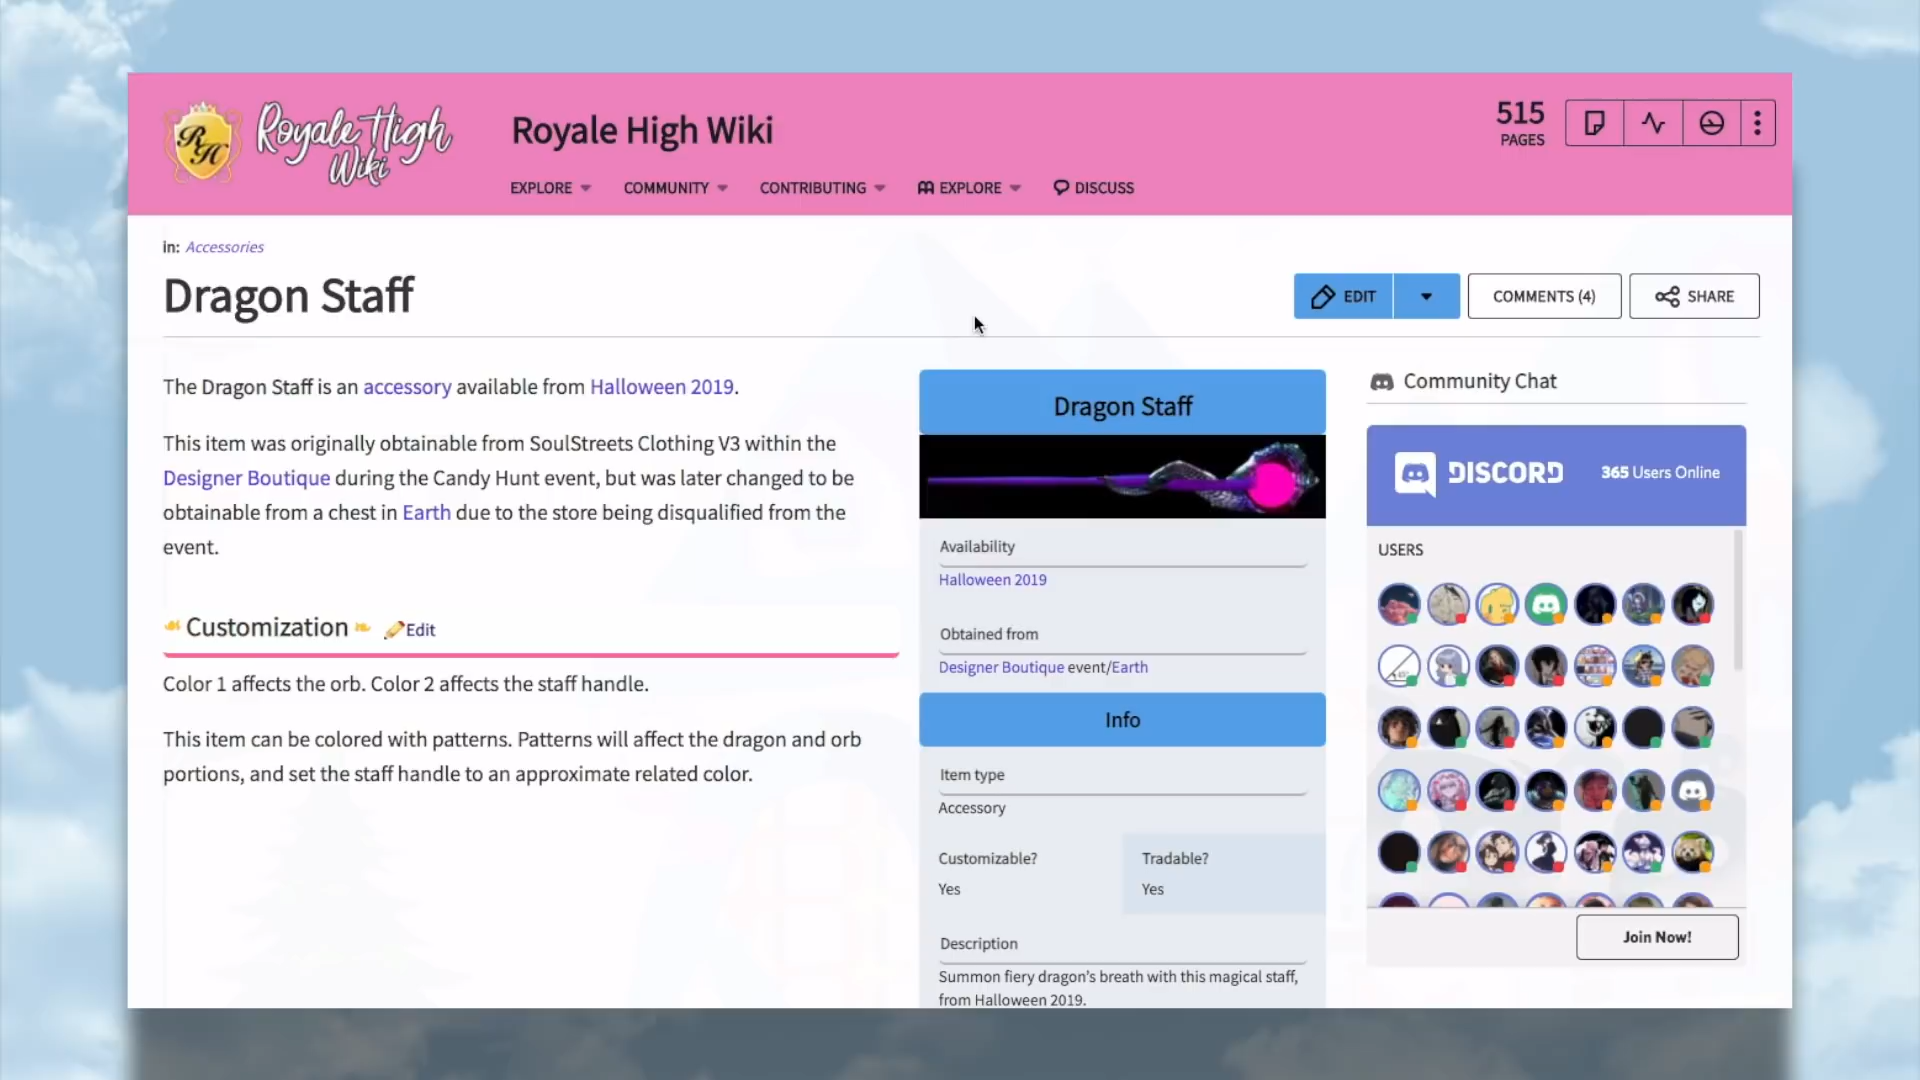 RH
Royale High
Wiki
Royale High Wiki
515
PAGES
EXPLORE
COMMUNITY
CONTRIBUTING
EXPLORE
DISCUSS
in: Accessories
Dragon Staff
EDIT
COMMENTS (4)
SHARE
The Dragon Staff is an accessory available from Halloween 2019.
This item was originally obtainable from SoulStreets Clothing V3 within the
Designer Boutique during the Candy Hunt event, but was later changed to be
obtainable from a chest in Earth due to the store being disqualified from the
event.
Customization
Edit
Color 1 affects the orb. Color 2 affects the staff handle.
This item can be colored with patterns. Patterns will affect the dragon and orb
portions, and set the staff handle to an approximate related color.
Dragon Staff
Availability
Halloween 2019
Obtained from
Designer Boutique event/Earth
Info
Item type
Accessory
Customizable?
Yes
Tradable?
Yes
Description
Summon fiery dragon's breath with this magical staff,
from Halloween 2019.
Community Chat
DISCORD
365 Users Online
USERS
Join Now!